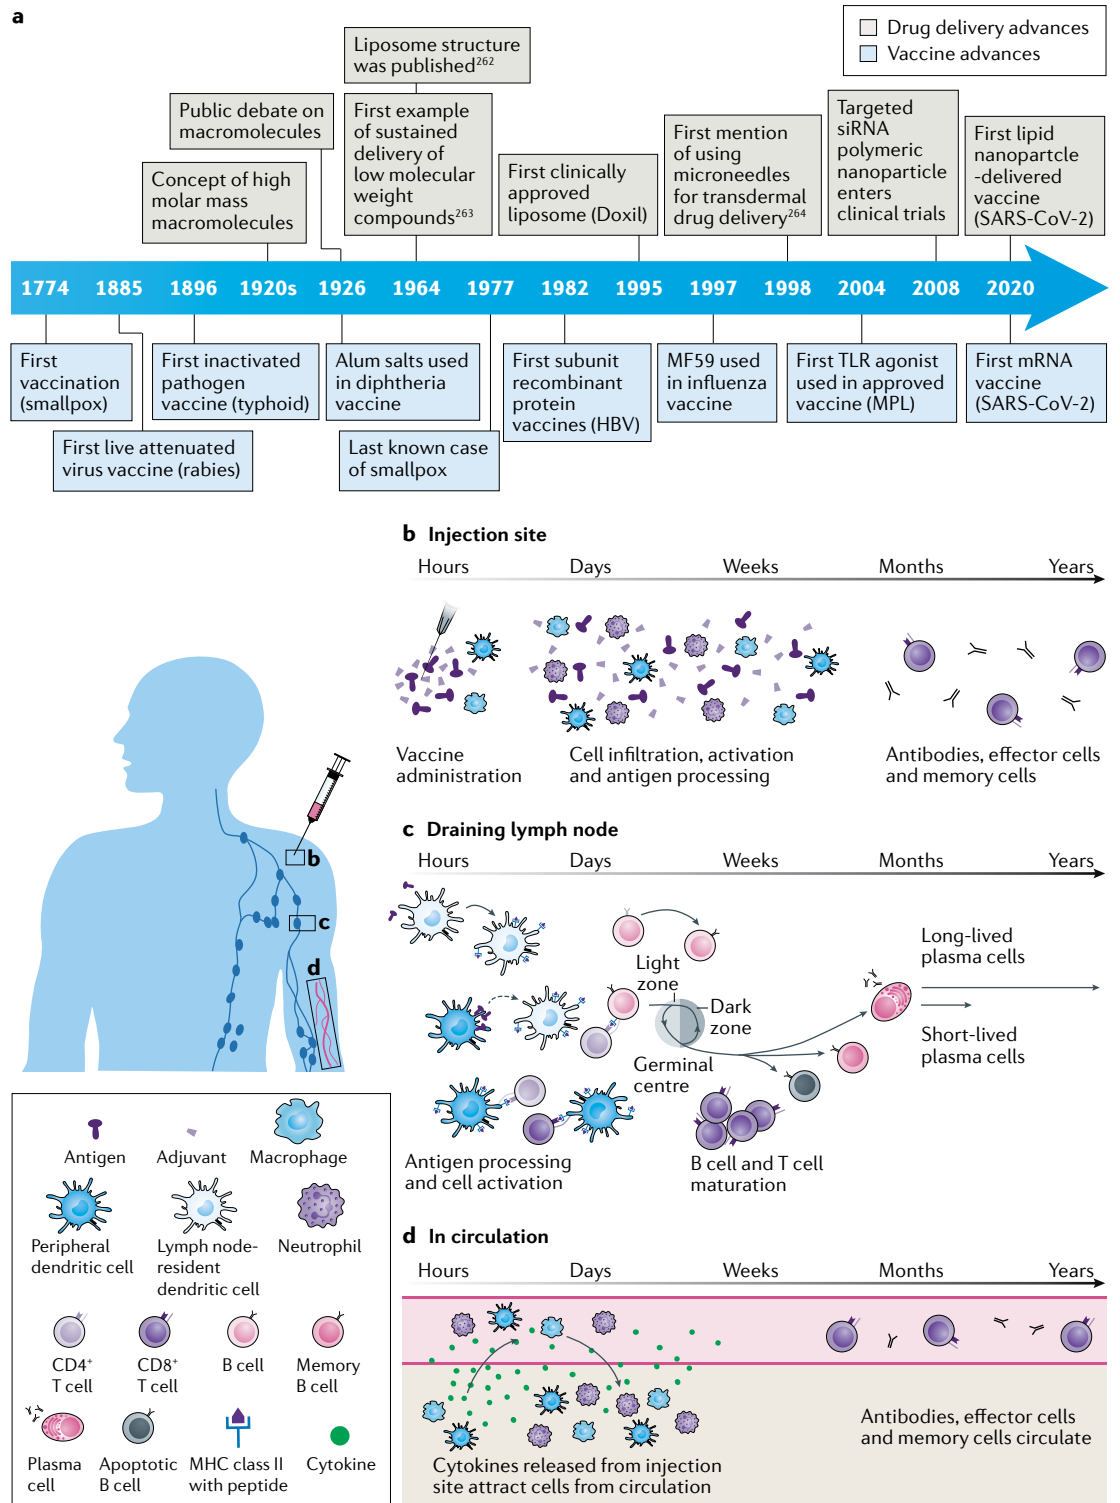 a
Drug delivery advances
Vaccine advances
Liposome structure
was published262
Public debate on
macromolecules
First example
of sustained
delivery of
low molecular
weight
compounds263
Concept of high
molar mass
macromolecules
First clinically
approved
liposome (Doxil)
First mention
of using
microneedles
for transdermal
drug delivery264
Targeted
siRNA
polymeric
nanoparticle
enters
clinical trials
First lipid
nanopartcle
-delivered
vaccine
(SARS-CoV-2)
1774 1885 1896 1920s 1926 1964 1977 1982 1995 1997 1998 2004 2008 2020
First
vaccination
(smallpox)
First live attenuated
virus vaccine (rabies)
First inactivated
pathogen
vaccine (typhoid)
Alum salts used
in diphtheria
vaccine
Last known case
of smallpox
First subunit
recombinant
protein
vaccines (HBV)
MF59 used
in influenza
vaccine
First TLR agonist
used in approved
vaccine (MPL)
First mRNA
vaccine
(SARS-CoV-2)
b Injection site
Hours Days Weeks Months Years
Vaccine
administration
Cell infiltration, activation
and antigen processing
Antibodies, effector cells
and memory cells
b
c
d
c Draining lymph node
Hours Days Weeks Months Years
Light
zone
Dark
zone
Germinal
centre
Long-lived
plasma cells
Short-lived
plasma cells
Antigen processing
and cell activation
B cell and T cell
maturation
d In circulation
Hours Days Weeks Months Years
Cytokines released from injection
site attract cells from circulation
Antibodies, effector cells
and memory cells circulate
Antigen
Adjuvant
Macrophage
Peripheral
dendritic cell
Lymph node-
resident
dendritic cell
Neutrophil
CD4+
T cell
CD8+
T cell
B cell
Memory
B cell
Plasma
cell
Apoptotic
B cell
MHC class II
with peptide
Cytokine